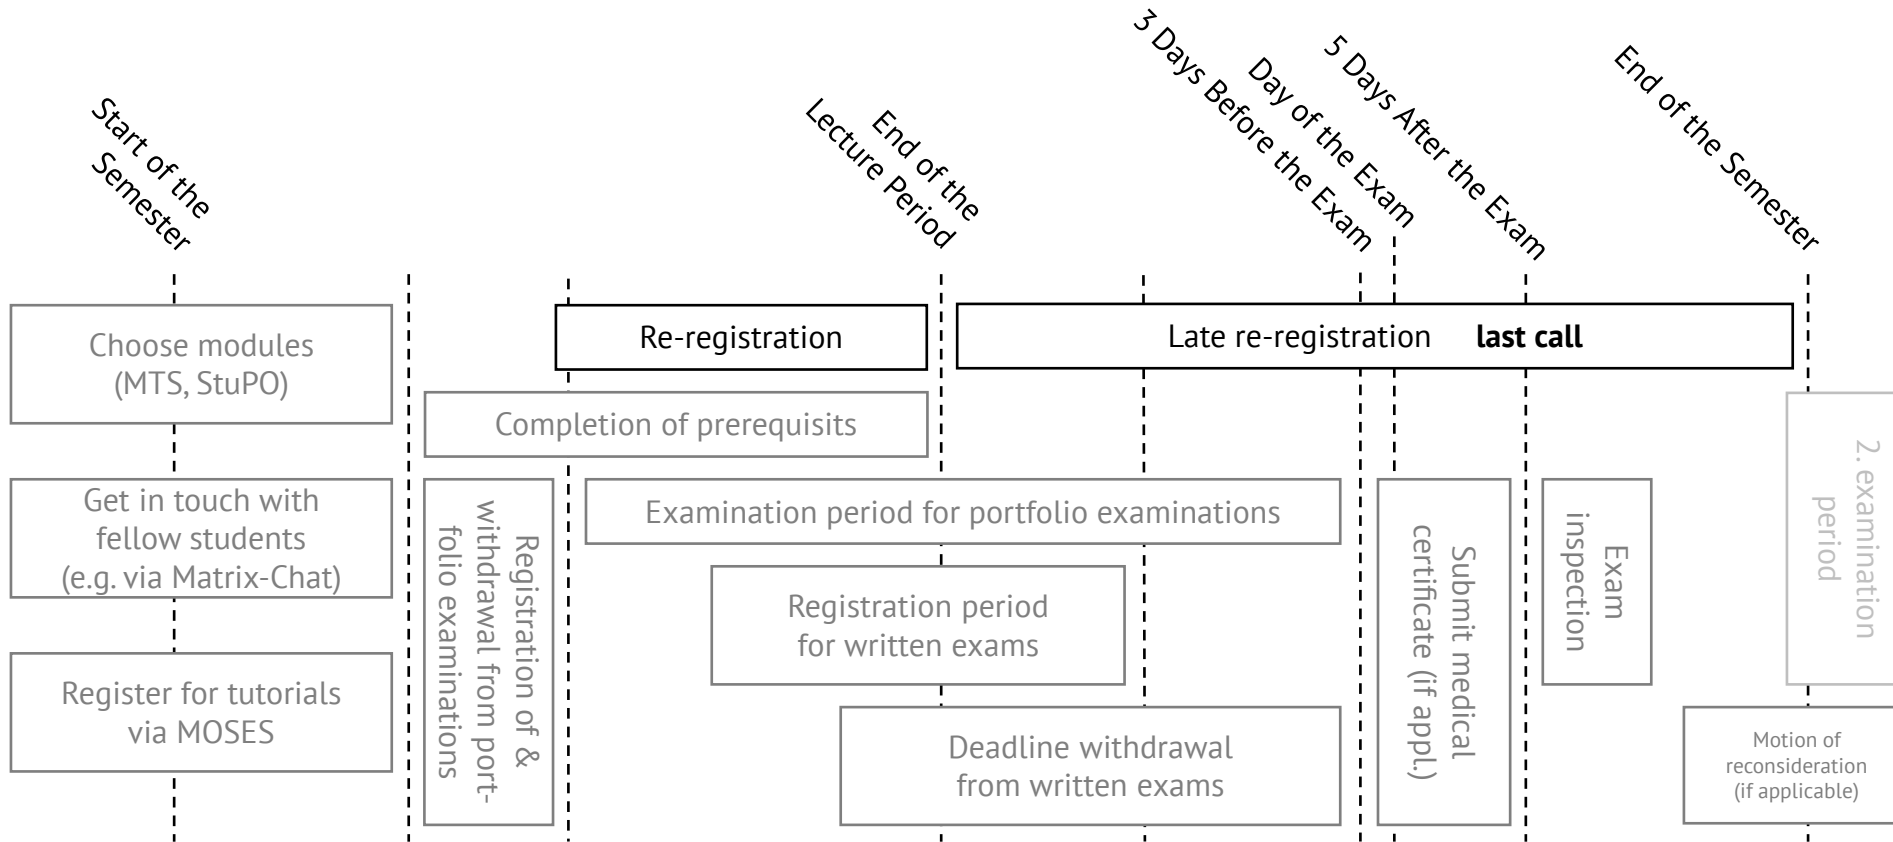 Start of the
Semester
End of the
Lecture Period
3 Days Before the Exam
Day of the Exam
5 Days After the Exam
End of the Semester
Choose modules
(MTS, StuPO)
Re-registration
Late re-registration last call
Completion of prerequisits
Get in touch with
fellow students
(e.g. via Matrix-Chat)
Registration of &
withdrawal from port-
folio examinations
Examination period for portfolio examinations
Registration period
for written exams
Submit medical
certificate (if appl.)
Exam
inspection
2. examination
period
Register for tutorials
via MOSES
Deadline withdrawal
from written exams
Motion of
reconsideration
(if applicable)